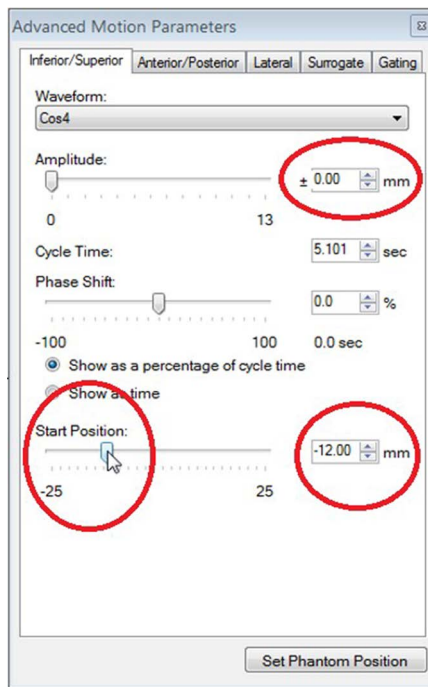 Advanced Motion Parameters
Inferior/Superior Anterior/Posterior Lateral Surrogate Gating
Waveform:
Cos4
Amplitude:
± 0.00 mm
0 13
Cycle Time: 5.101 sec
Phase Shift:
0.0 %
-100 100 0.0 sec
Show as a percentage of cycle time
Show as time
Start Position:
-12.00 mm
-25 25
Set Phantom Position